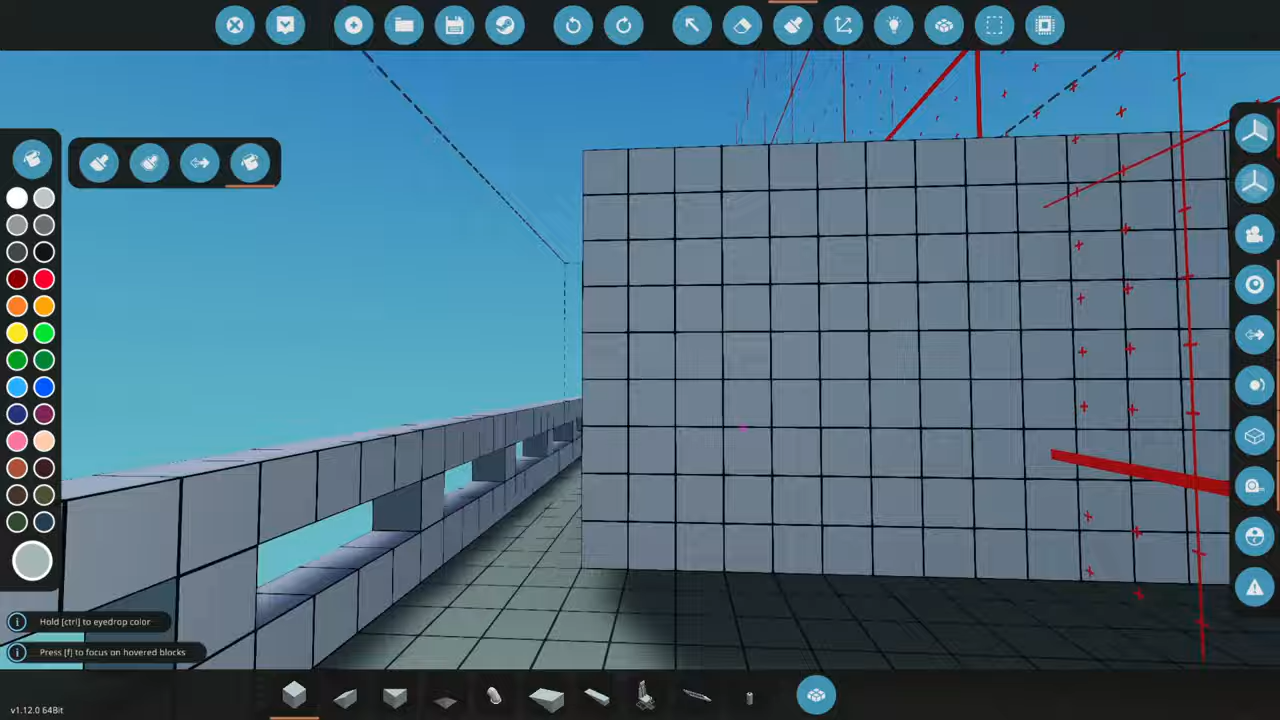 Hold [ctrl] to eyedrop color
Press [f] to focus on hovered blocks
v1.12.0 64Bit